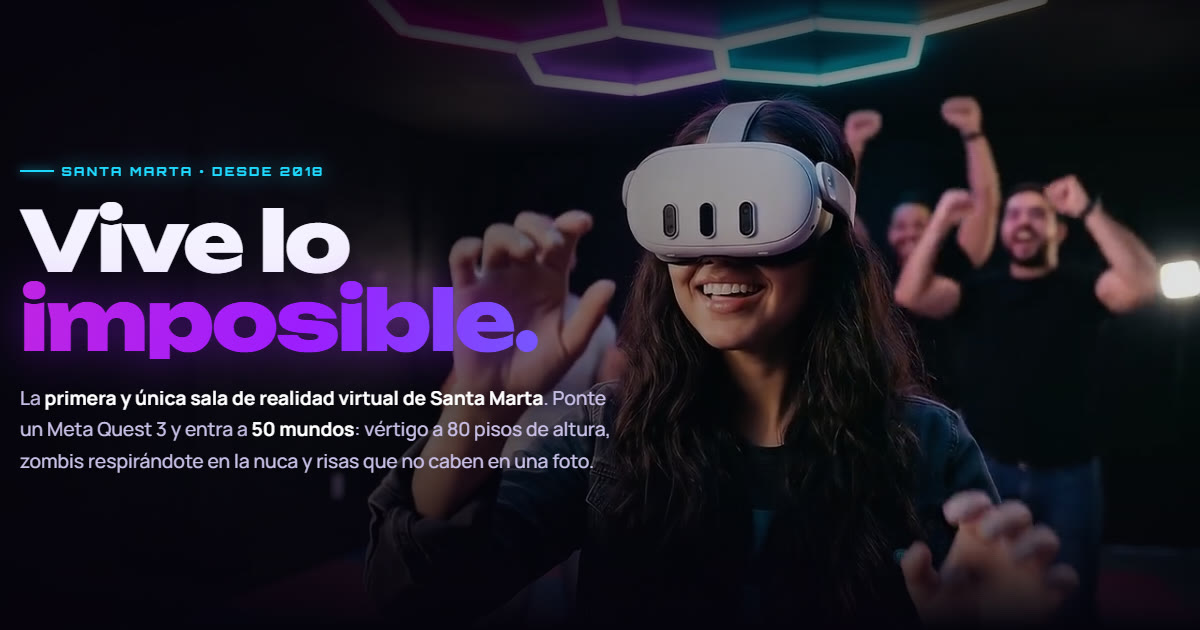 SANTA MARTA • DESDE 2018
Vive lo
imposible.
La primera y única sala de realidad virtual de Santa Marta. Ponte
un Meta Quest 3 y entra a 50 mundos: vértigo a 80 pisos de altura,
zombis respirándote en la nuca y risas que no caben en una foto.